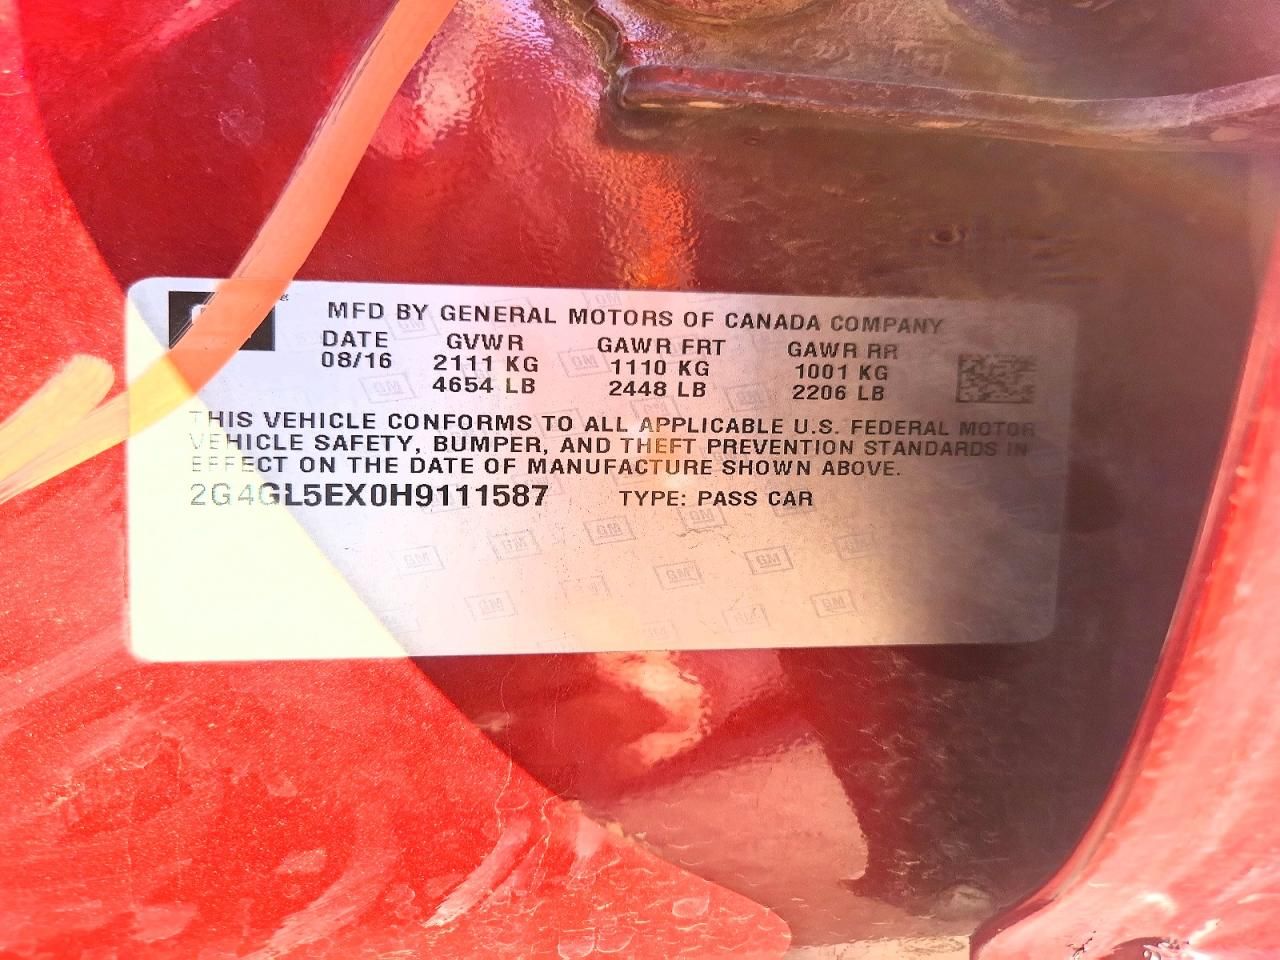 MFD BY GENERAL MOTORS OF CANADA COMPANY
DATE GVWR GAWR FRT GAWR RR
08/16 2111 KG 1110 KG 1001 KG
4654 LB 2448 LB 2206 LB
THIS VEHICLE CONFORMS TO ALL APPLICABLE U.S. FEDERAL MOTOR
VEHICLE SAFETY, BUMPER, AND THEFT PREVENTION STANDARDS IN
EFFECT ON THE DATE OF MANUFACTURE SHOWN ABOVE.
2G4GL5EX0H9111587 TYPE: PASS CAR